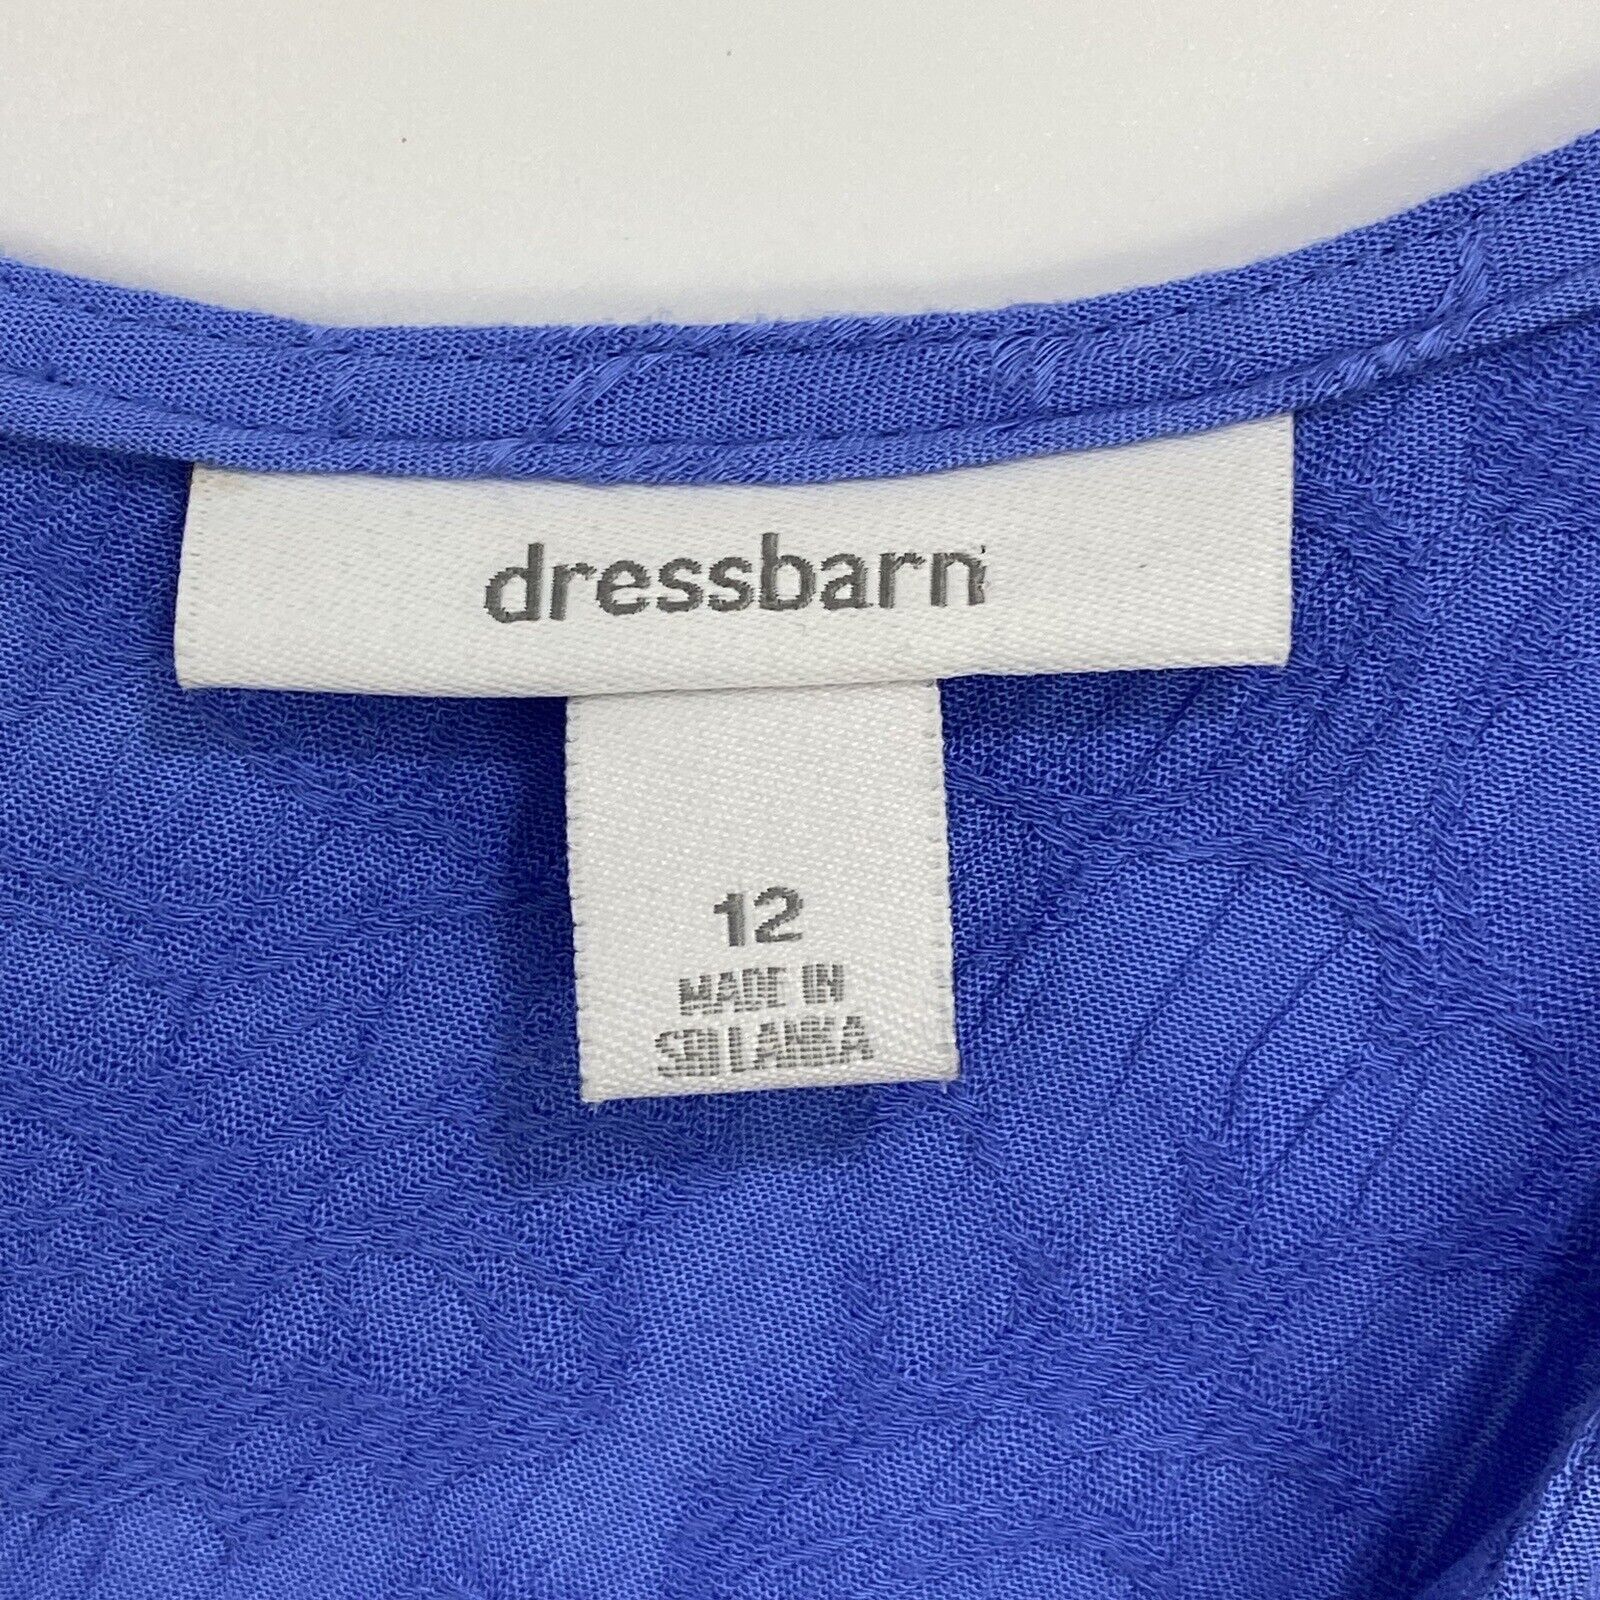 dressbarn
12
MADE IN
SRI LANKA